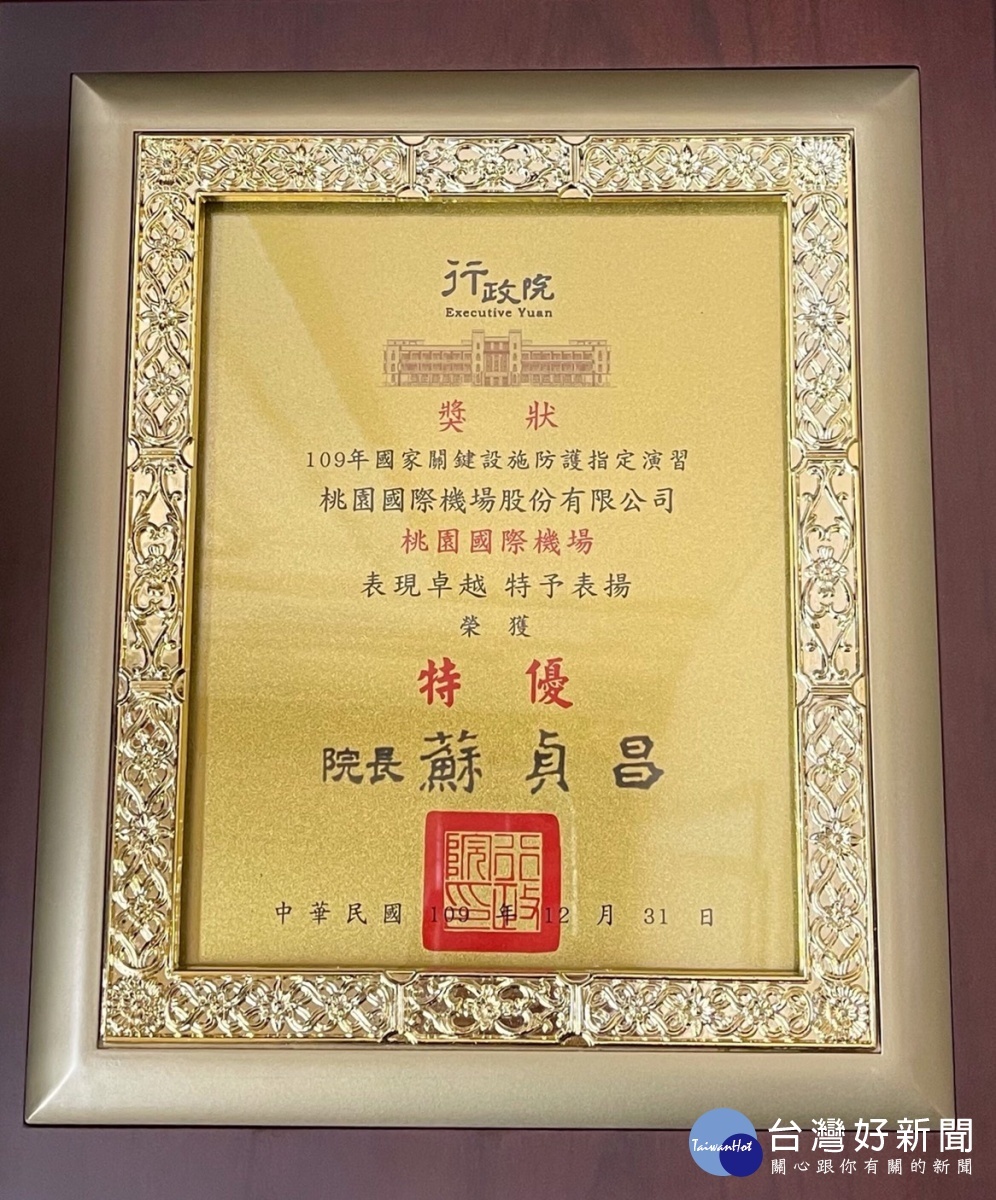 行政院
Executive Yuan
獎 狀
109年國家關鍵設施防護指定演習
桃園國際機場股份有限公司
桃園國際機場
表現卓越 特予表揚
榮 獲
特 優
院長 蘇貞昌
行政院印
中華民國 109 年 12 月 31 日
TaiwanHot
台灣好新聞
關心跟你有關的新聞